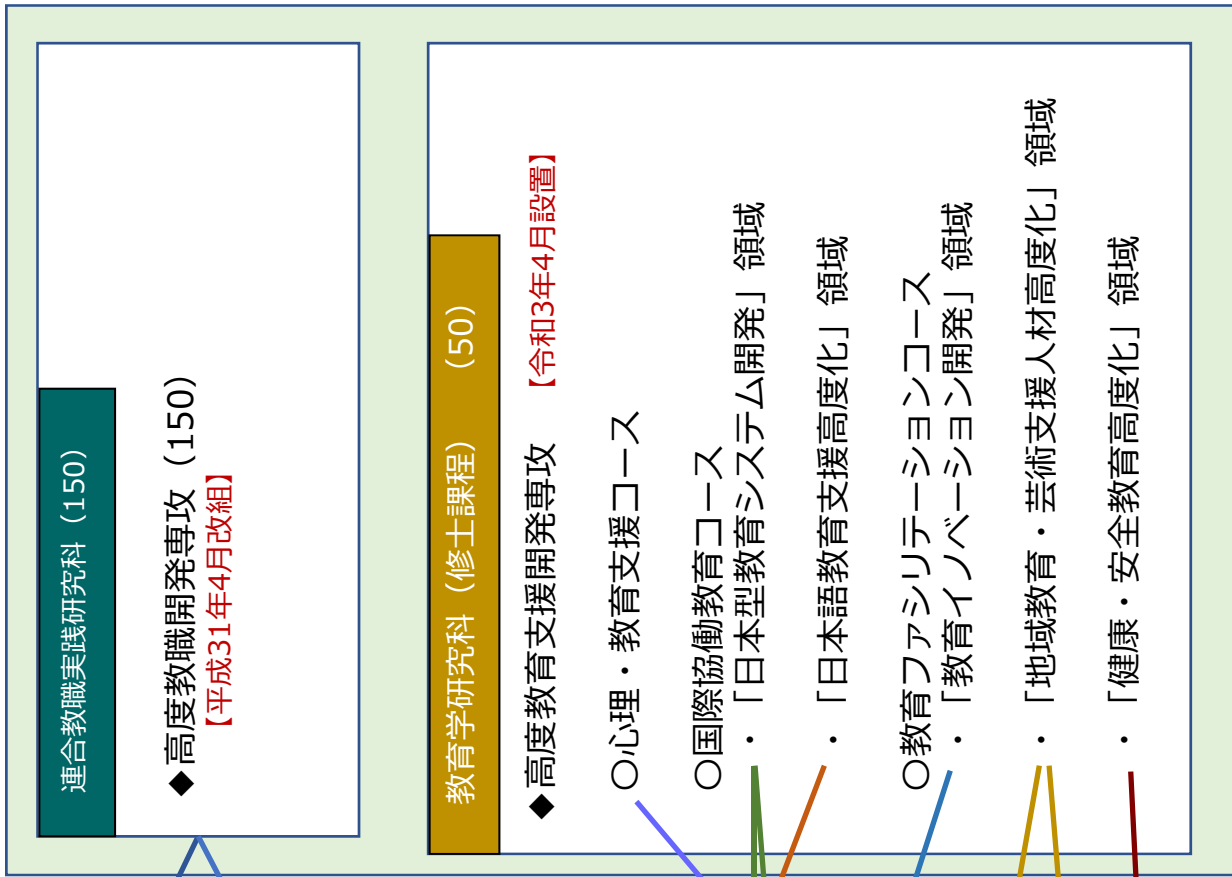 連合教職実践研究科（150）
◆高度教職開発専攻（150）
【平成31年4月改組】
教育学研究科（修士課程）　（50）
◆高度教育支援開発専攻　【令和3年4月設置】
〇心理・教育支援コース
〇国際協働教育コース
・「日本型教育システム開発」領域
・「日本語教育支援高度化」領域
〇教育ファシリテーションコース
・「教育イノベーション開発」領域
・「地域教育・芸術支援人材高度化」領域
・「健康・安全教育高度化」領域